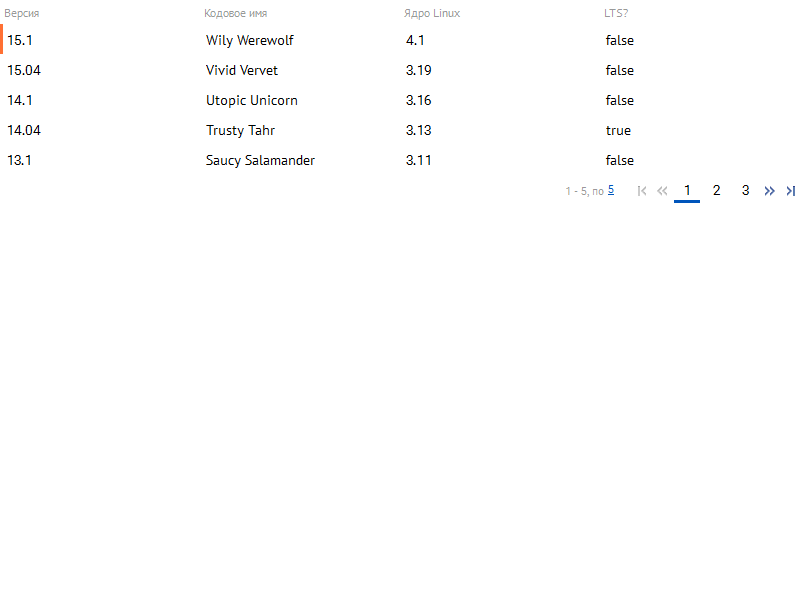 Версия Кодовое имя Ядро Linux LTS?
15.1 Wily Werewolf 4.1 false
15.04 Vivid Vervet 3.19 false
14.1 Utopic Unicorn 3.16 false
14.04 Trusty Tahr 3.13 true
13.1 Saucy Salamander 3.11 false
1 - 5, по 5 1 2 3